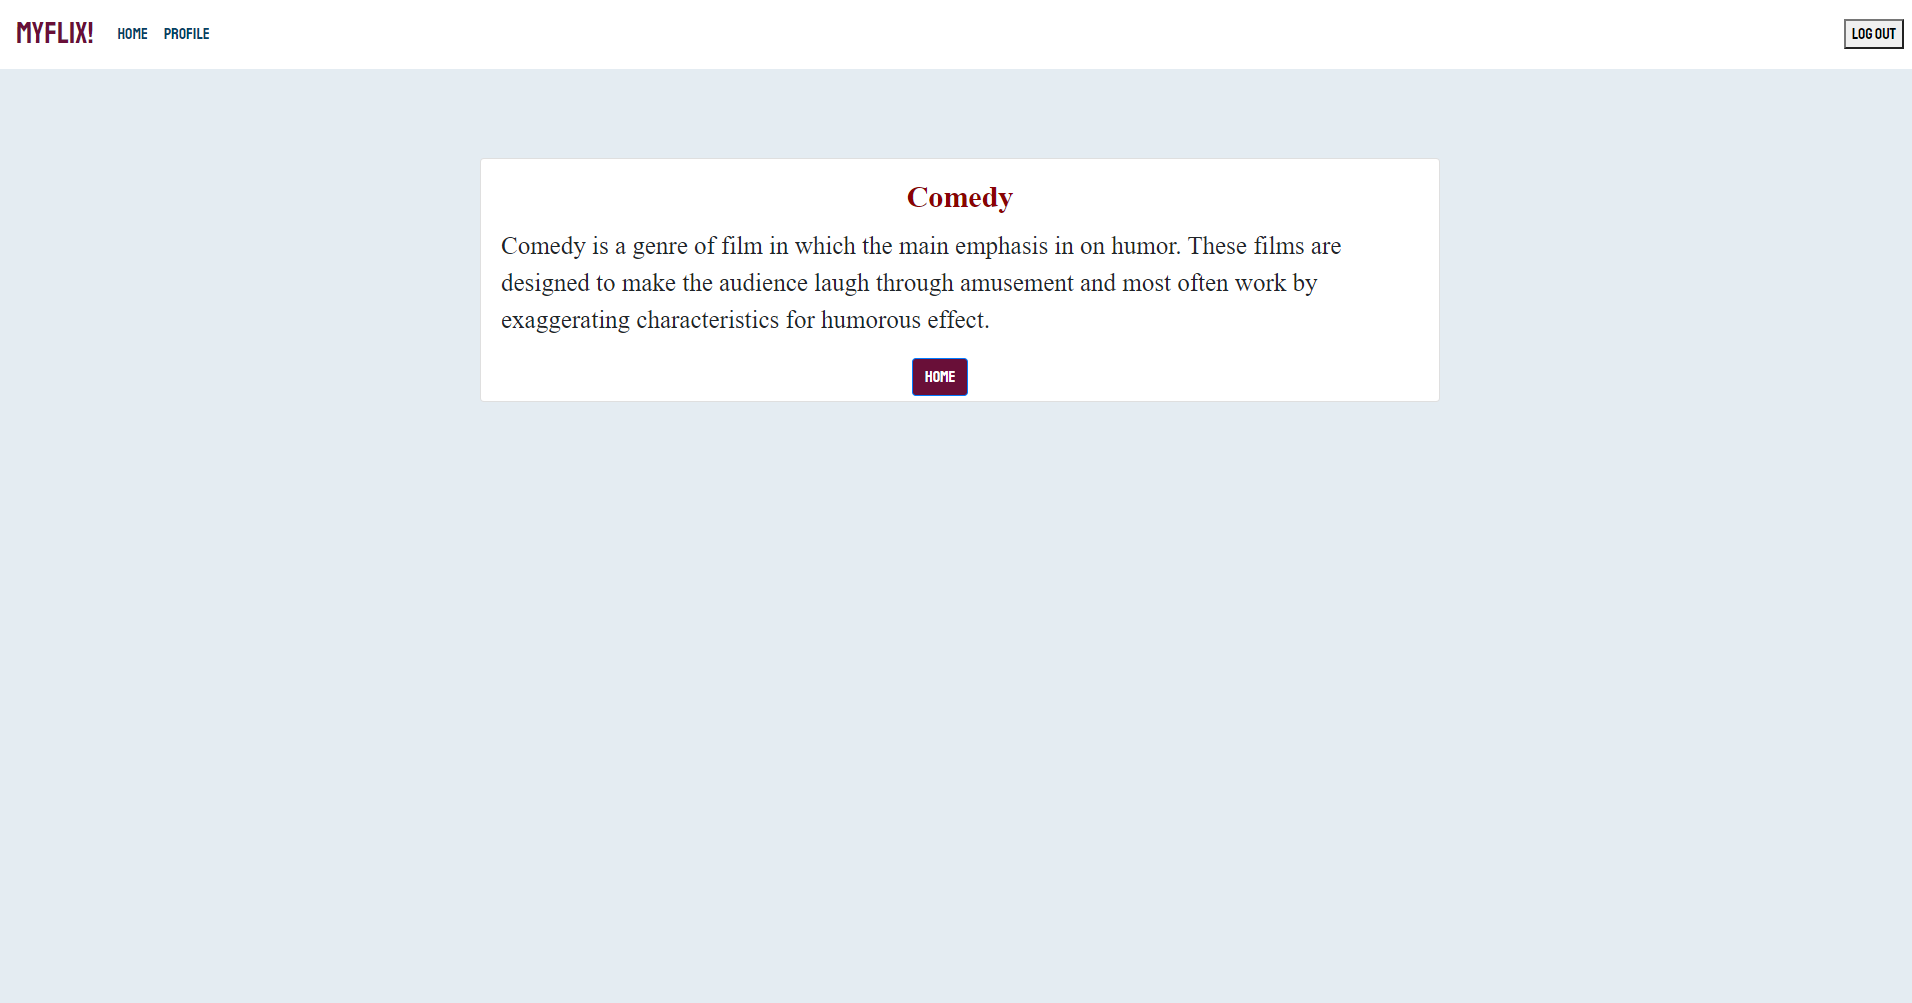 MYFLIX! HOME PROFILE LOG OUT
Comedy
Comedy is a genre of film in which the main emphasis in on humor. These films are
designed to make the audience laugh through amusement and most often work by
exaggerating characteristics for humorous effect.
HOME